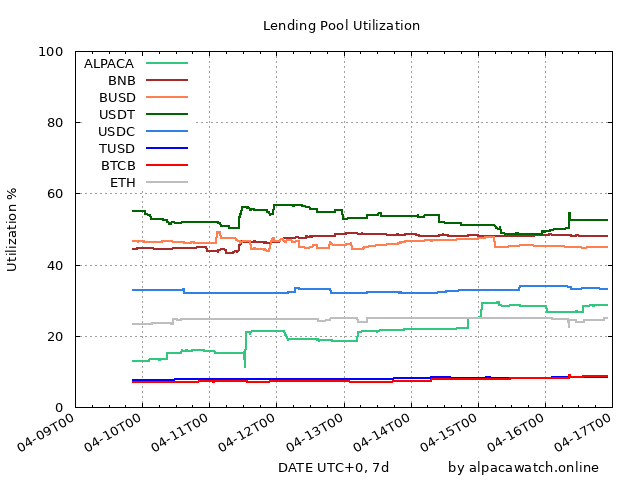 Lending Pool Utilization
100
80
60
40
20
0
Utilization %
ALPACA
BNB
BUSD
USDT
USDC
TUSD
BTCB
ETH
04-09T00
04-10T00
04-11T00
04-12T00
04-13T00
04-14T00
04-15T00
04-16T00
04-17T00
DATE UTC+0, 7d
by alpacawatch.online